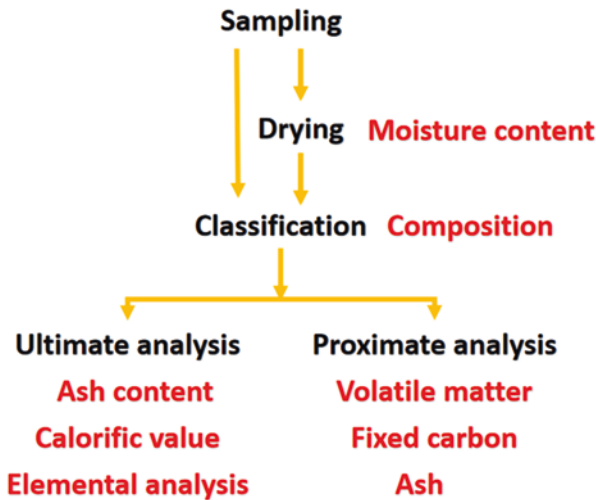 Sampling
Drying Moisture content
Classification Composition
Ultimate analysis Proximate analysis
Ash content Volatile matter
Calorific value Fixed carbon
Elemental analysis Ash